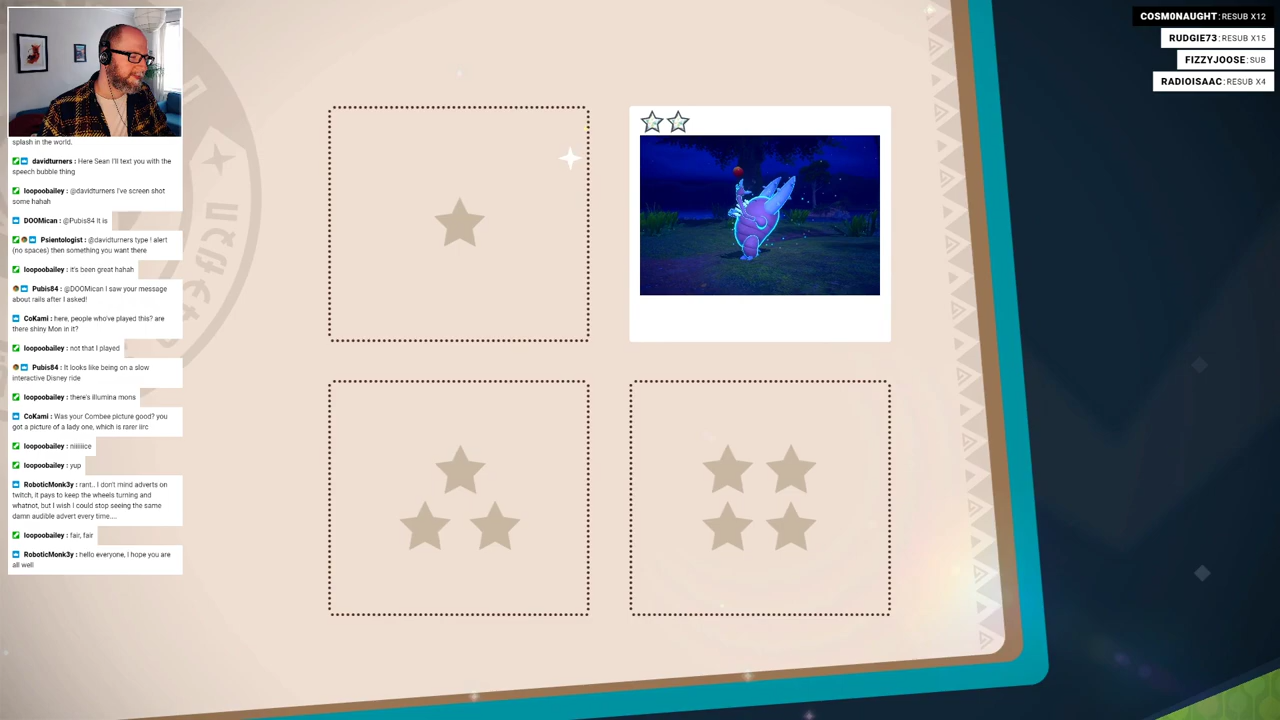 splash in the world.
davidturners : Here Sean I'll text you with the
speech bubble thing
loopoobailey : @davidturners I've screen shot
some hahah
DOOMican : @Pubis84 It is
Psientologist : @davidturners type ! alert
(no spaces) then something you want there
loopoobailey : it's been great hahah
Pubis84 : @DOOMican I saw your message
about rails after I asked!
CoKami : here, people who've played this? are
there shiny Mon in it?
loopoobailey : not that I played
Pubis84 : It looks like being on a slow
interactive Disney ride
loopoobailey : there's illumina mons
CoKami : Was your Combee picture good? you
got a picture of a lady one, which is rarer iirc
loopoobailey : niiiiiice
loopoobailey : yup
RoboticMonk3y : rant.. I don't mind adverts on
twitch, it pays to keep the wheels turning and
whatnot, but I wish I could stop seeing the same
damn audible advert every time....
loopoobailey : fair, fair
RoboticMonk3y : hello everyone, I hope you are
all well
COSM0NAUGHT: RESUB X12
RUDGIE73: RESUB X15
FIZZYJOOSE: SUB
RADIOISAAC: RESUB X4